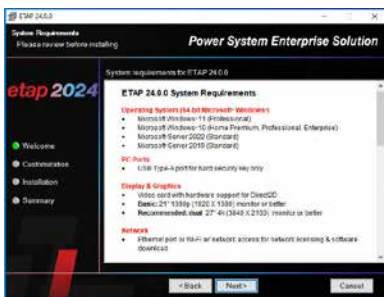 ETAP 24.0.0
System Requirements
Please review before installing
Power System Enterprise Solution
System requirements for ETAP 24.0.0
etap 2024
ETAP 24.0.0 System Requirements
Operating System (64-bit Microsoft Windows)
• Microsoft Windows 11 (Professional)
• Microsoft Windows 10 (Home Premium, Professional, Enterprise)
• Microsoft Server 2022 (Standard)
• Microsoft Server 2019 (Standard)
PC Ports
• USB Type-A port for hard security key only
Display & Graphics
• Video card with hardware support for Direct2D
• Basic: 21" 1080p (1920 X 1080) monitor or better
• Recommended: dual 27" 4k (3840 X 2160) monitor or better
Network
• Ethernet port or Wi-Fi w/ network access for network licensing & software
download
Welcome
Customization
Installation
Summary
<Back
Next>
Cancel